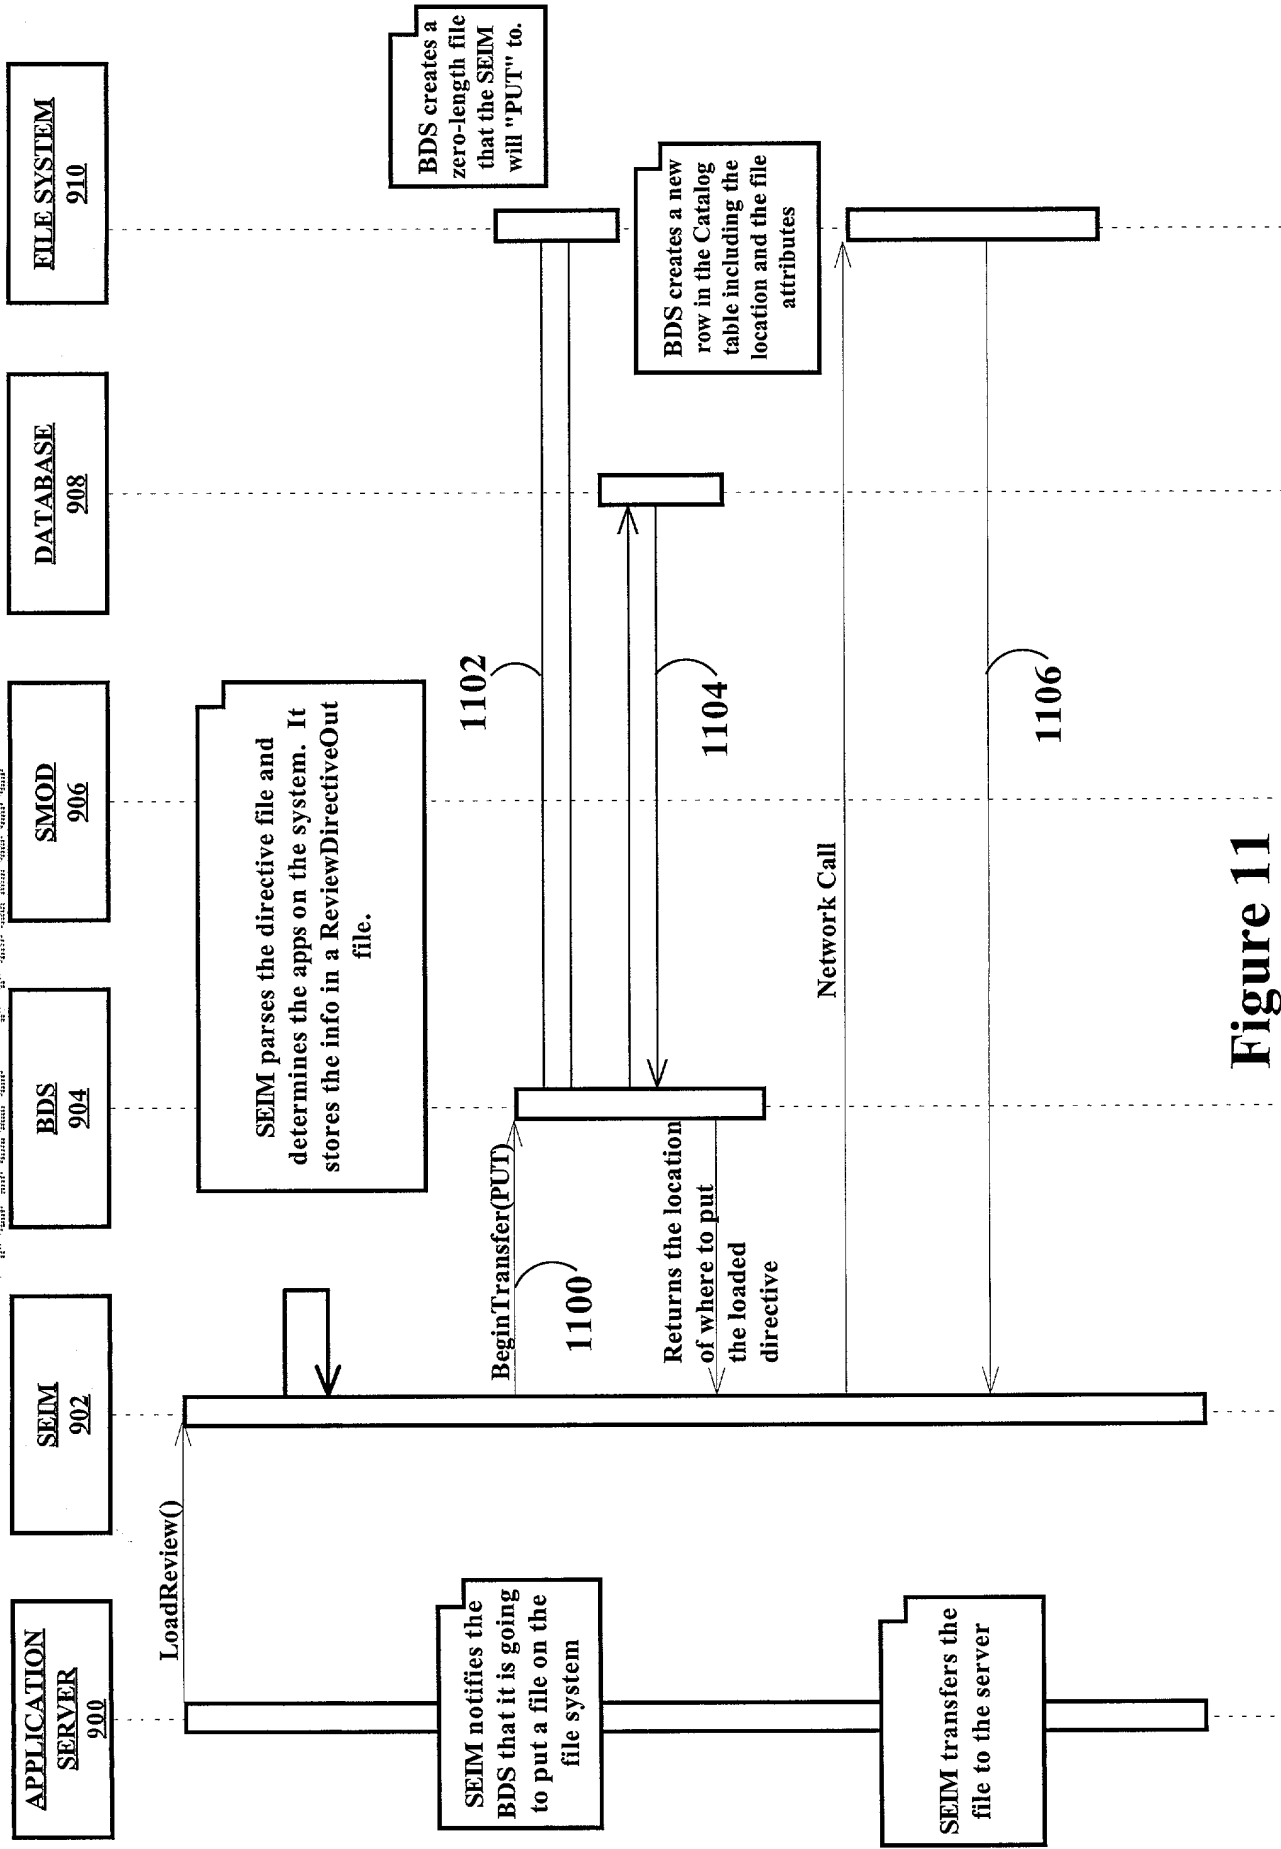 APPLICATION
SERVER
900
SEIM
902
BDS
904
SMOD
906
DATABASE
908
FILE SYSTEM
910
LoadReview()
SEIM parses the directive file and
determines the apps on the system. It
stores the info in a ReviewDirectiveOut
file.
BDS creates a
zero-length file
that the SEIM
will "PUT" to.
SEIM notifies the
BDS that it is going
to put a file on the
file system
BeginTransfer(PUT)
1100
1102
BDS creates a new
row in the Catalog
table including the
location and the file
attributes
Returns the location
of where to put
the loaded
directive
1104
Network Call
SEIM transfers the
file to the server
1106
Figure 11